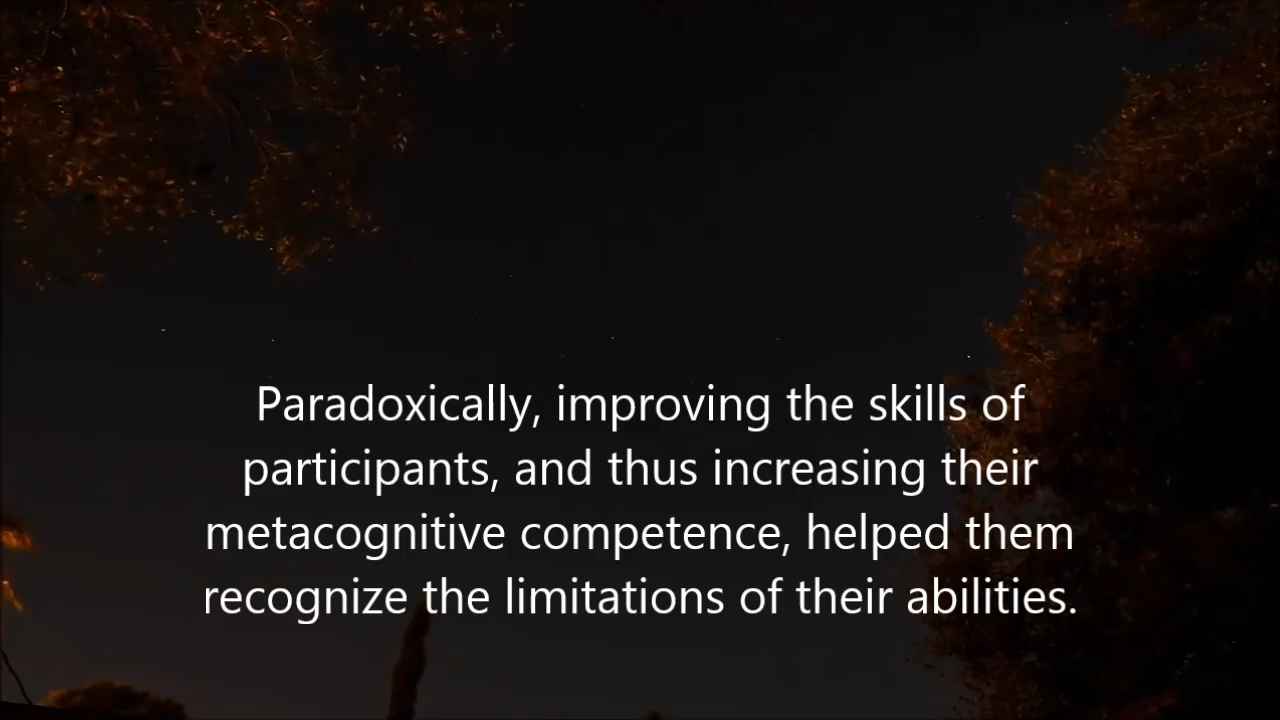 Paradoxically, improving the skills of
participants, and thus increasing their
metacognitive competence, helped them
recognize the limitations of their abilities.